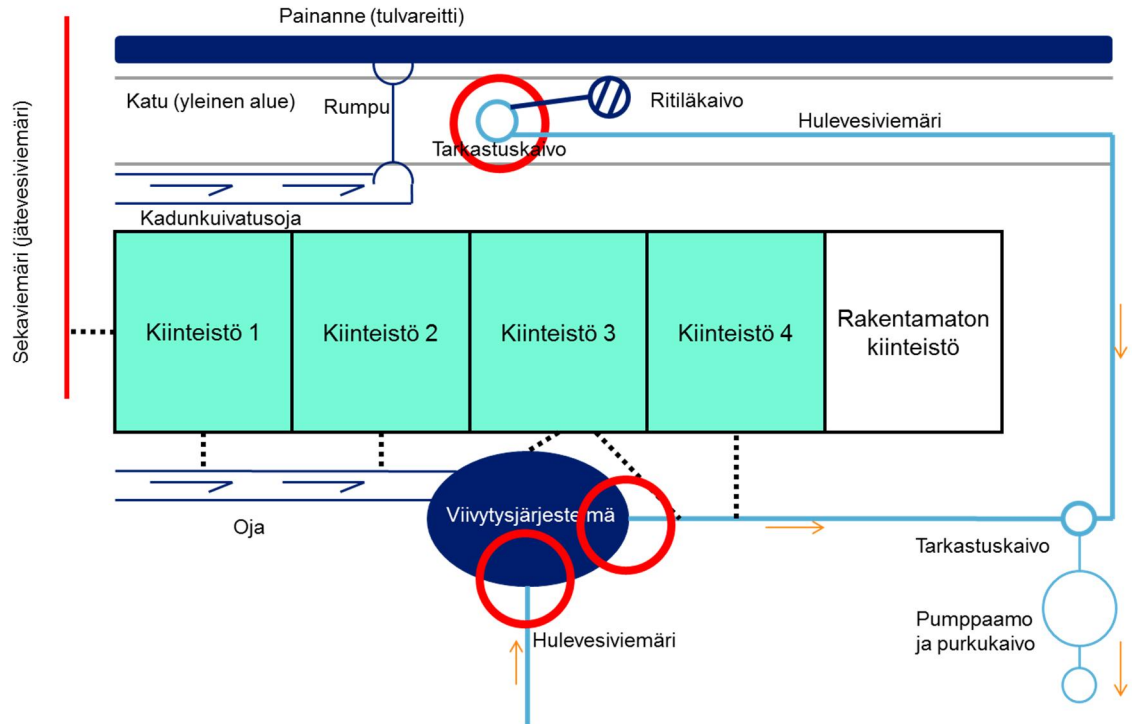 Painanne (tulvareitti)
Sekaviemäri (jätevesiviemäri)
Katu (yleinen alue)
Rumpu
Ritiläkaivo
Hulevesiviemäri
Tarkastuskaivo
Kadunkuivatusoja
Kiinteistö 1
Kiinteistö 2
Kiinteistö 3
Kiinteistö 4
Rakentamaton
kiinteistö
Viivytysjärjestelmä
Oja
Tarkastuskaivo
Hulevesiviemäri
Pumppaamo
ja purkukaivo